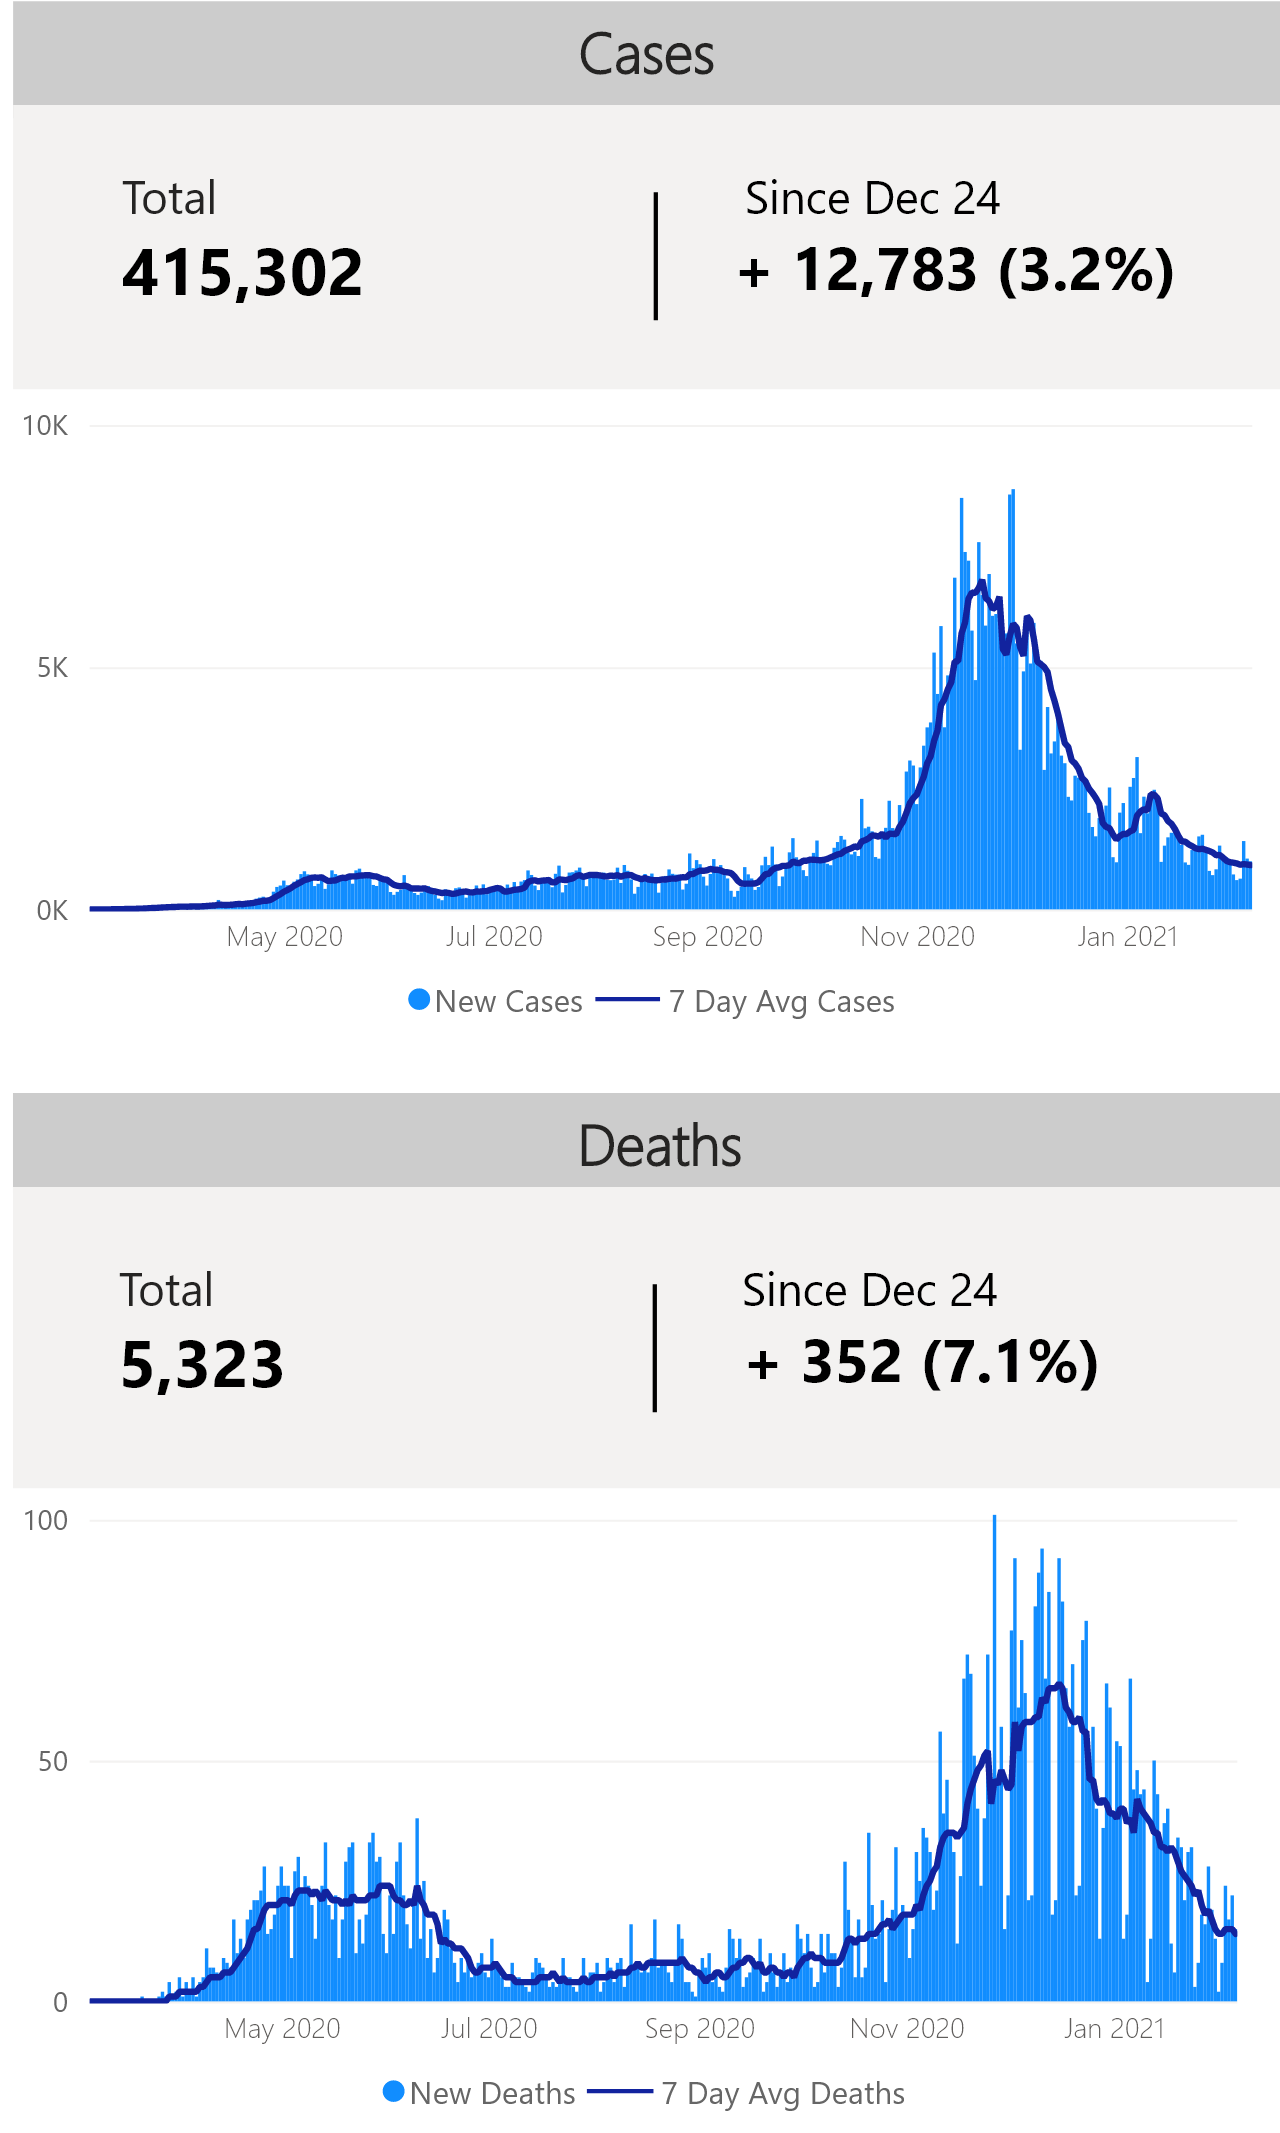 Cases
Total
Since Dec 24
415,302
+ 12,783 (3.2%)
10K
5K
0K
May 2020
Jul 2020
Sep 2020
Nov 2020
Jan 2021
New Cases
7 Day Avg Cases
Deaths
Total
Since Dec 24
5,323
+ 352 (7.1%)
100
50
0
May 2020
Jul 2020
Sep 2020
Nov 2020
Jan 2021
New Deaths
7 Day Avg Deaths